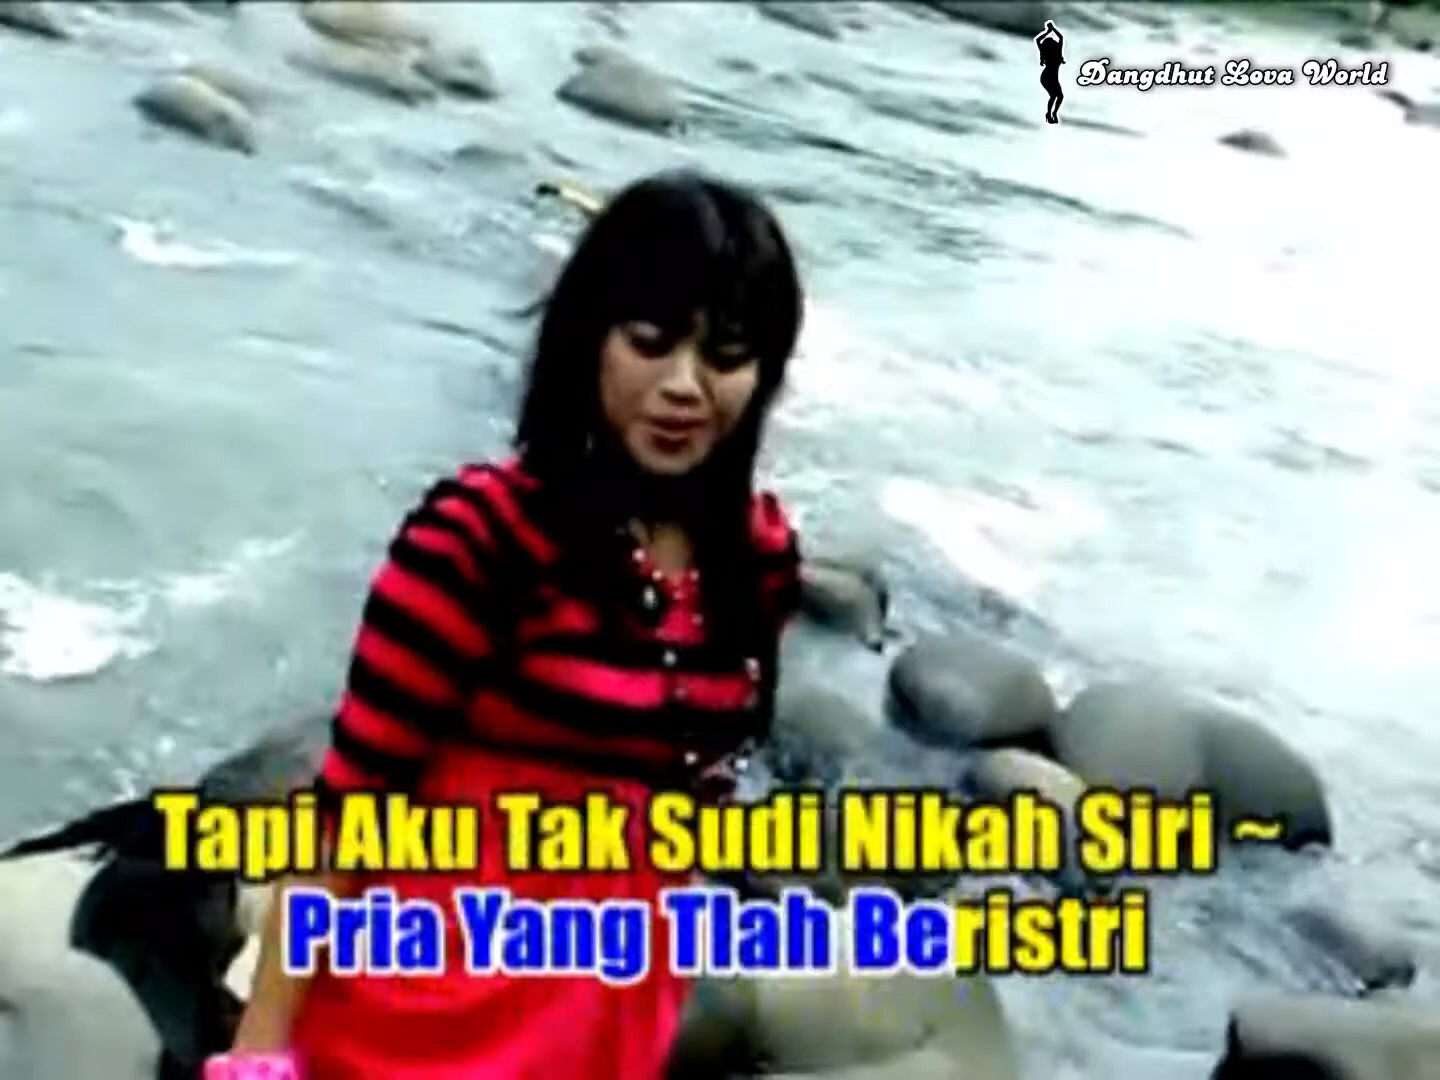 Dangdhut Lova World
Tapi Aku Tak Sudi Nikah Siri ~
Pria Yang Tlah Beristri